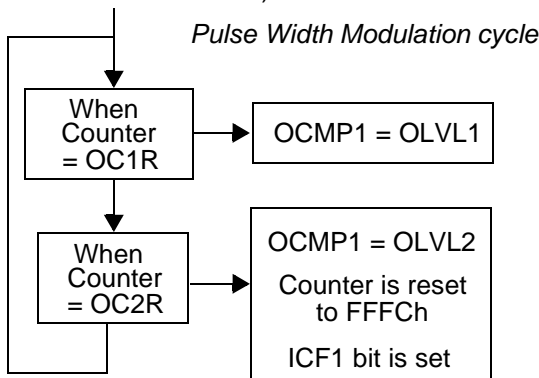 Pulse Width Modulation cycle
When
Counter
= OC1R
OCMP1 = OLVL1
When
Counter
= OC2R
OCMP1 = OLVL2
Counter is reset
to FFFCh
ICF1 bit is set